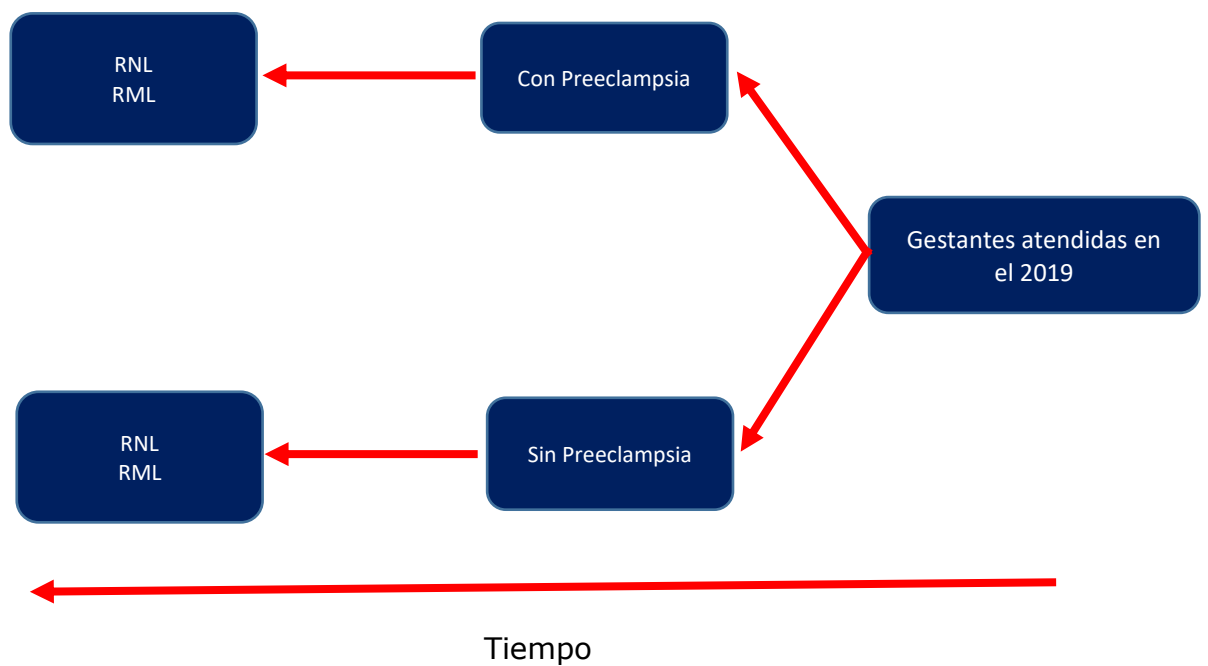 RNL
RML
Con Preeclampsia
Gestantes atendidas en
el 2019
RNL
RML
Sin Preeclampsia
Tiempo